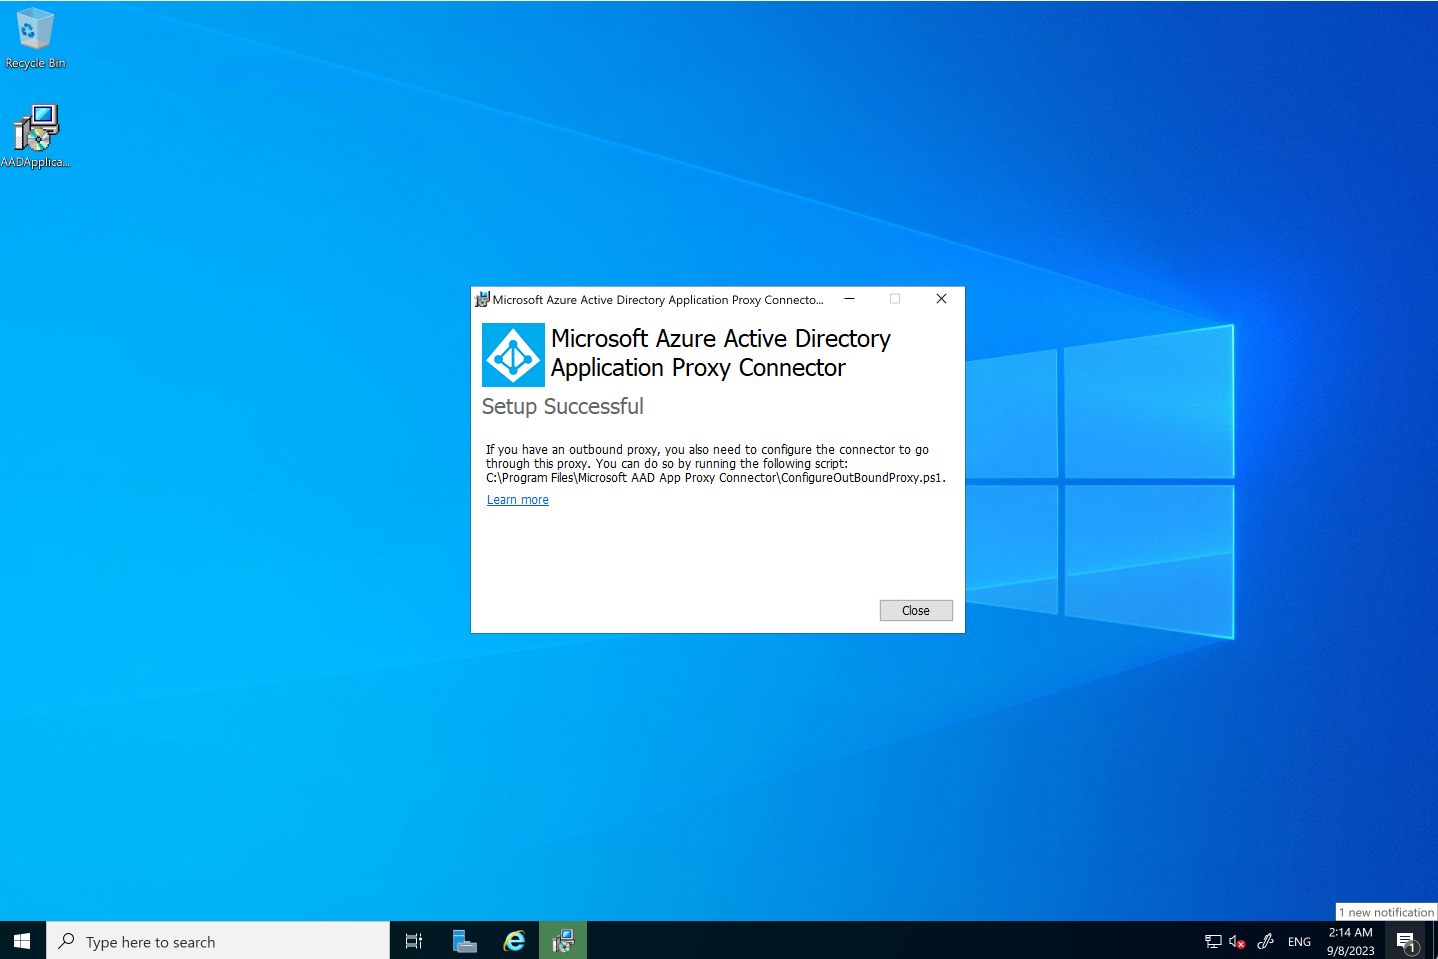 Recycle Bin
AADApplica...
Microsoft Azure Active Directory Application Proxy Connecto...
Microsoft Azure Active Directory
Application Proxy Connector
Setup Successful
If you have an outbound proxy, you also need to configure the connector to go
through this proxy. You can do so by running the following script:
C:\Program Files\Microsoft AAD App Proxy Connector\ConfigureOutBoundProxy.ps1.
Learn more
Close
1 new notification
Type here to search
ENG
2:14 AM
9/8/2023
1